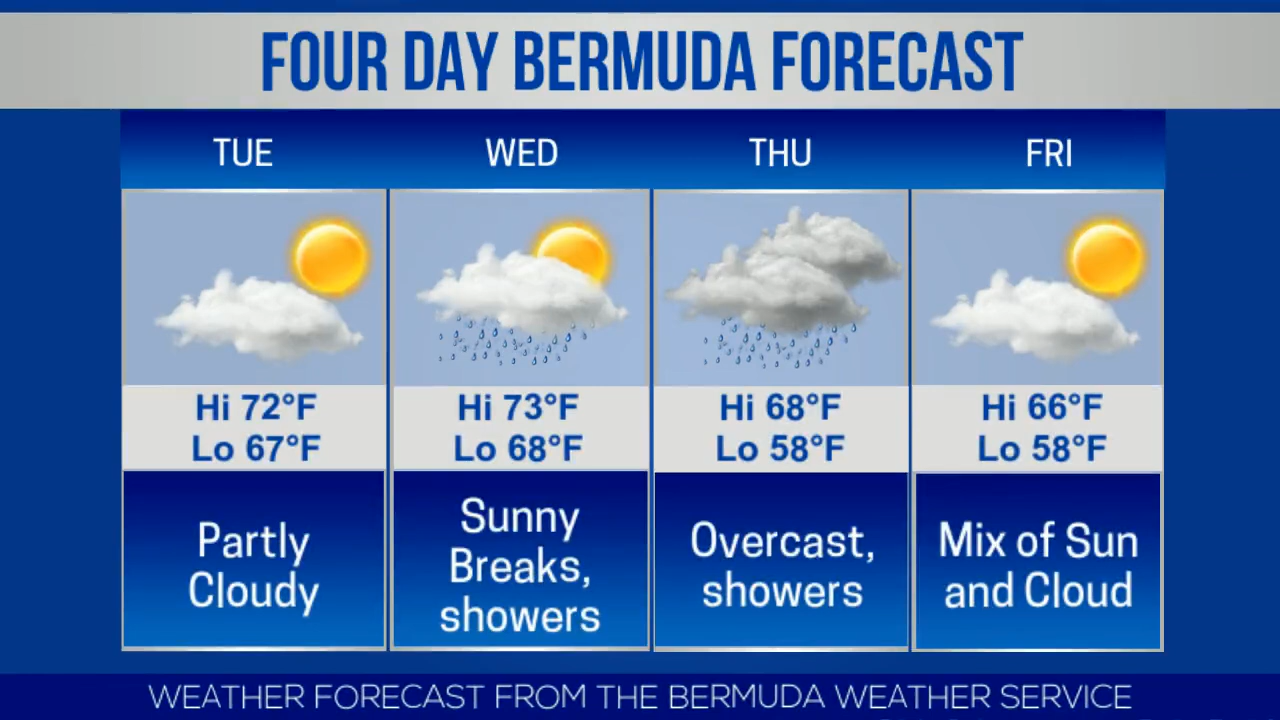 FOUR DAY BERMUDA FORECAST
TUE
Hi 72°F
Lo 67°F
Partly
Cloudy
WED
Hi 73°F
Lo 68°F
Sunny
Breaks,
showers
THU
Hi 68°F
Lo 58°F
Overcast,
showers
FRI
Hi 66°F
Lo 58°F
Mix of Sun
and Cloud
WEATHER FORECAST FROM THE BERMUDA WEATHER SERVICE